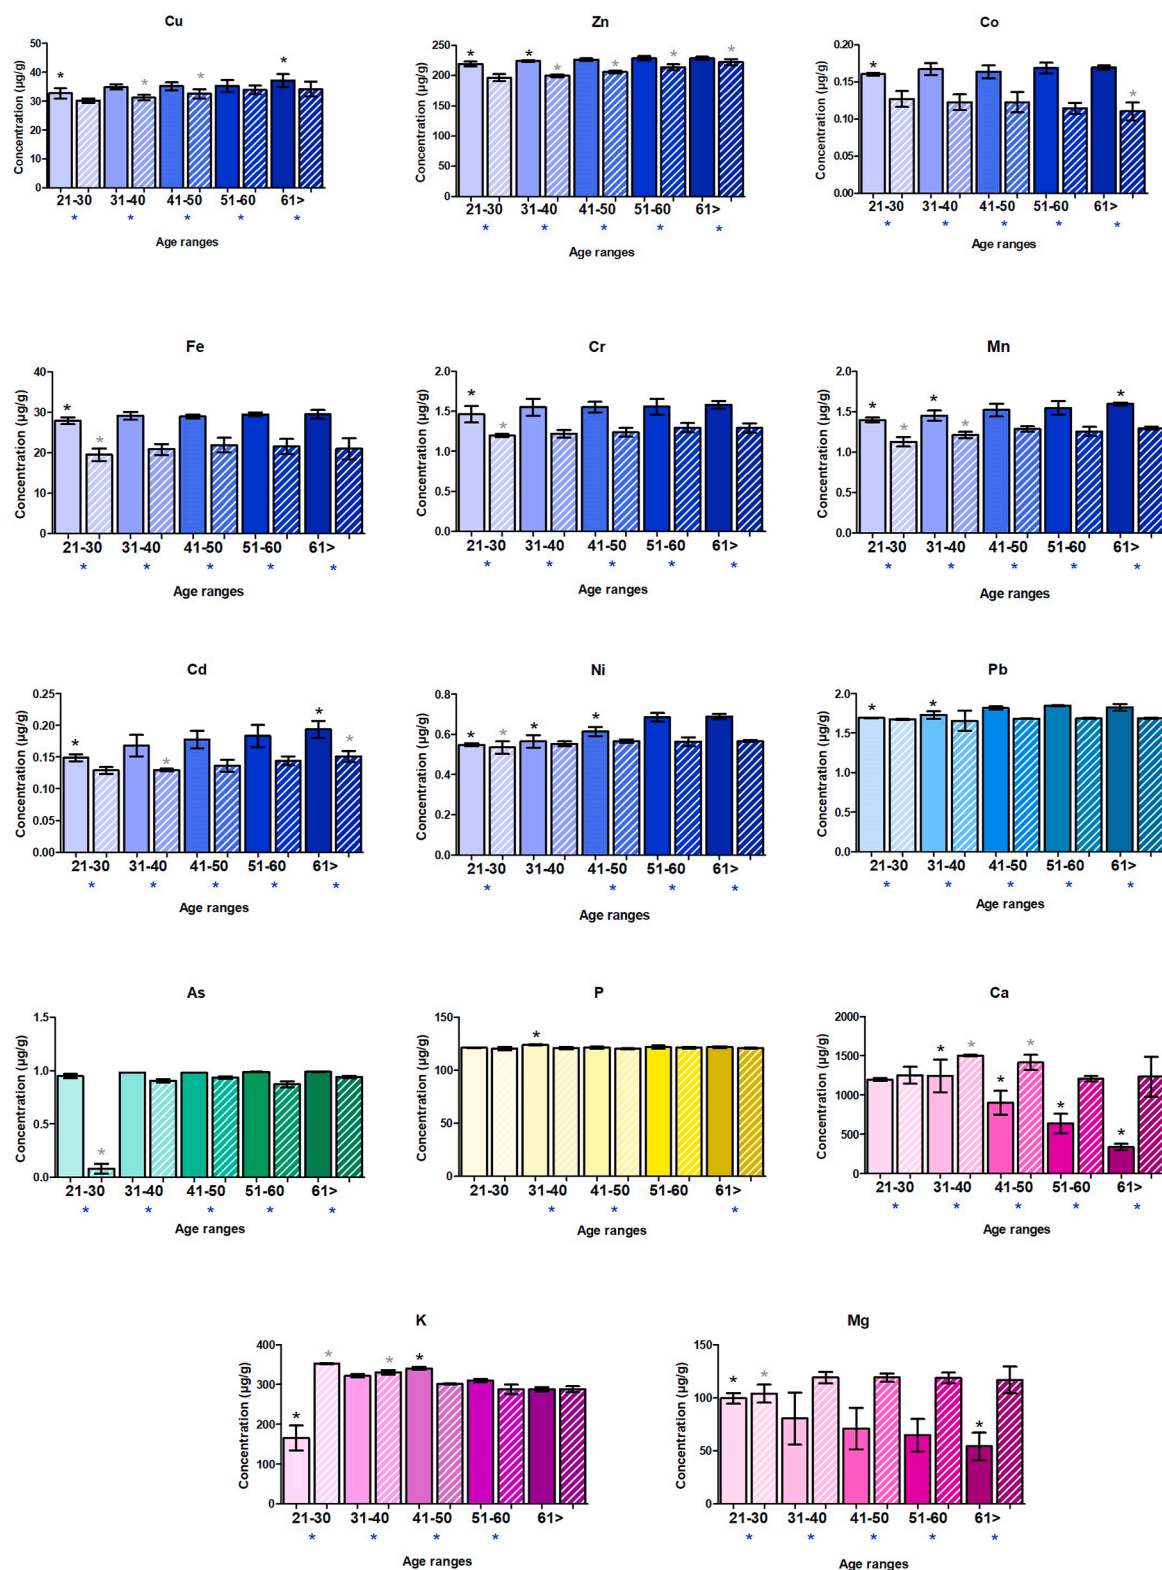 Cu
Concentration (µg/g)
50
40
30
20
10
0
* * * *
21-30 31-40 41-50 51-60 61>
* * * * *
Age ranges
Zn
Concentration (µg/g)
250
200
150
100
50
0
* * * * * *
21-30 31-40 41-50 51-60 61>
* * * * *
Age ranges
Co
Concentration (µg/g)
0.20
0.15
0.10
0.05
0.00
* *
21-30 31-40 41-50 51-60 61>
* * * * *
Age ranges
Fe
Concentration (µg/g)
40
30
20
10
0
* *
21-30 31-40 41-50 51-60 61>
* * * * *
Age ranges
Cr
Concentration (µg/g)
2.0
1.5
1.0
0.5
0.0
* *
21-30 31-40 41-50 51-60 61>
* * * * *
Age ranges
Mn
Concentration (µg/g)
2.0
1.5
1.0
0.5
0.0
* * * * *
21-30 31-40 41-50 51-60 61>
* * * * *
Age ranges
Cd
Concentration (µg/g)
0.25
0.20
0.15
0.10
0.05
0.00
* * * *
21-30 31-40 41-50 51-60 61>
* * * * *
Age ranges
Ni
Concentration (µg/g)
0.8
0.6
0.4
0.2
0.0
* * * *
21-30 31-40 41-50 51-60 61>
* * * * *
Age ranges
Pb
Concentration (µg/g)
2.0
1.5
1.0
0.5
0.0
* *
21-30 31-40 41-50 51-60 61>
* * * * *
Age ranges
As
Concentration (µg/g)
1.5
1.0
0.5
0.0
*
21-30 31-40 41-50 51-60 61>
* * * * *
Age ranges
P
Concentration (µg/g)
150
100
50
0
*
21-30 31-40 41-50 51-60 61>
* * *
Age ranges
Ca
Concentration (µg/g)
2000
1500
1000
500
0
* * * * * *
21-30 31-40 41-50 51-60 61>
* * * * *
Age ranges
K
Concentration (µg/g)
400
300
200
100
0
* * * *
21-30 31-40 41-50 51-60 61>
* * * *
Age ranges
Mg
Concentration (µg/g)
150
100
50
0
* * *
21-30 31-40 41-50 51-60 61>
* * * * *
Age ranges